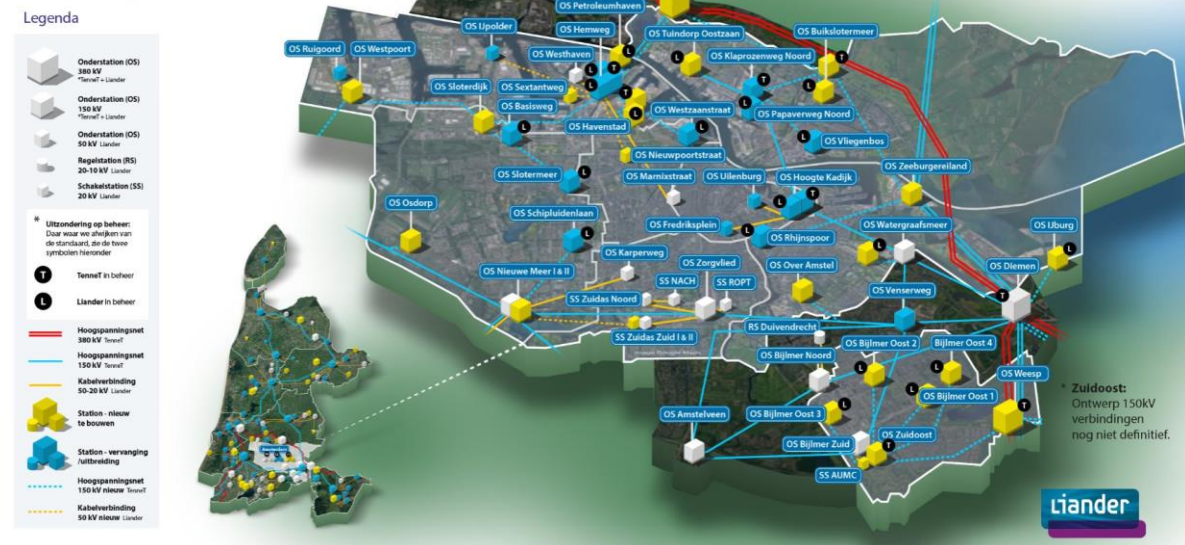 Legenda
Onderstation (OS)
380 kV
*TenneT + Liander
Onderstation (OS)
150 kV
*TenneT + Liander
Onderstation (OS)
50 kV Liander
Regelstation (RS)
20-10 kV Liander
Schakelstation (SS)
20 kV Liander
* Uitzondering op beheer:
Daar waar we afwijken van
de standaard, zie de twee
symbolen hieronder
T TenneT in beheer
L Liander in beheer
Hoogspanningsnet
380 kV TenneT
Hoogspanningsnet
150 kV TenneT
Kabelverbinding
50-20 kV Liander
Station - nieuw
te bouwen
Station - vervanging
/uitbreiding
Hoogspanningsnet
150 kV nieuw TenneT
Kabelverbinding
50 kV nieuw Liander
OS Petroleumhaven
OS IJpolder
OS Hemweg
OS Tuindorp Oostzaan
OS Buikslotermeer
OS Ruigoord
OS Westpoort
OS Westhaven
OS Klaprozenweg Noord
OS Sloterdijk
OS Sextantweg
OS Basisweg
OS Westzaanstraat
OS Papaverweg Noord
OS Havenstad
OS Vliegenbos
OS Nieuwpoortstraat
OS Zeeburgereiland
OS Slotermeer
OS Marnixstraat
OS Uilenburg
OS Hoogte Kadijk
OS Osdorp
OS Schipluidenlaan
OS Fredriksplein
OS Rhijnspoor
OS Watergraafsmeer
OS IJburg
OS Karperweg
OS Zorgvlied
OS Over Amstel
OS Diemen
OS Nieuwe Meer I & II
SS NACH
SS ROPT
OS Venserweg
SS Zuidas Noord
SS Zuidas Zuid I & II
RS Duivendrecht
OS Bijlmer Oost 2
Bijlmer Oost 4
OS Bijlmer Noord
OS Weesp
OS Bijlmer Oost 1
OS Amstelveen
OS Bijlmer Oost 3
OS Bijlmer Zuid
OS Zuidoost
SS AUMC
Amsterdam
* Zuidoost:
Ontwerp 150kV
verbindingen
nog niet definitief.
Liander